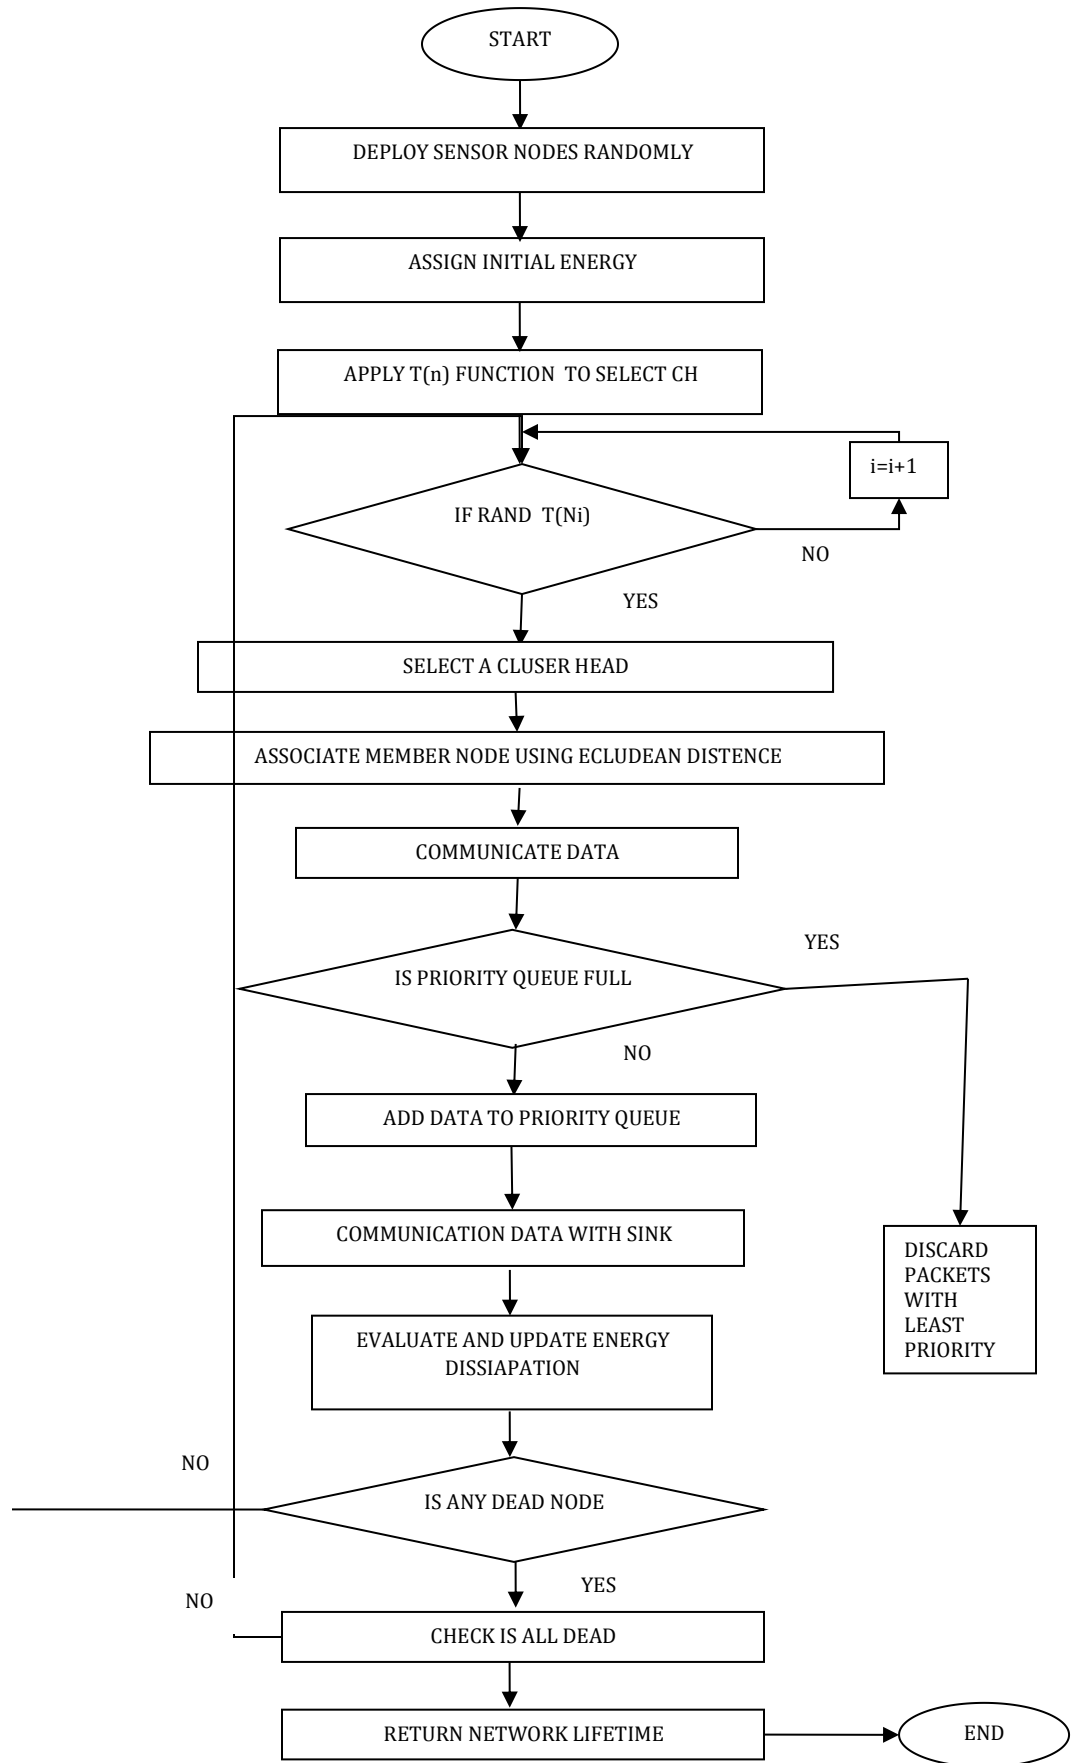 START
DEPLOY SENSOR NODES RANDOMLY
ASSIGN INITIAL ENERGY
APPLY T(n) FUNCTION TO SELECT CH
i=i+1
IF RAND T(Ni)
NO
YES
SELECT A CLUSER HEAD
ASSOCIATE MEMBER NODE USING ECLUDEAN DISTENCE
COMMUNICATE DATA
YES
IS PRIORITY QUEUE FULL
NO
ADD DATA TO PRIORITY QUEUE
COMMUNICATION DATA WITH SINK
DISCARD
PACKETS
WITH
LEAST
PRIORITY
EVALUATE AND UPDATE ENERGY
DISSIAPATION
NO
IS ANY DEAD NODE
YES
NO
CHECK IS ALL DEAD
RETURN NETWORK LIFETIME
END